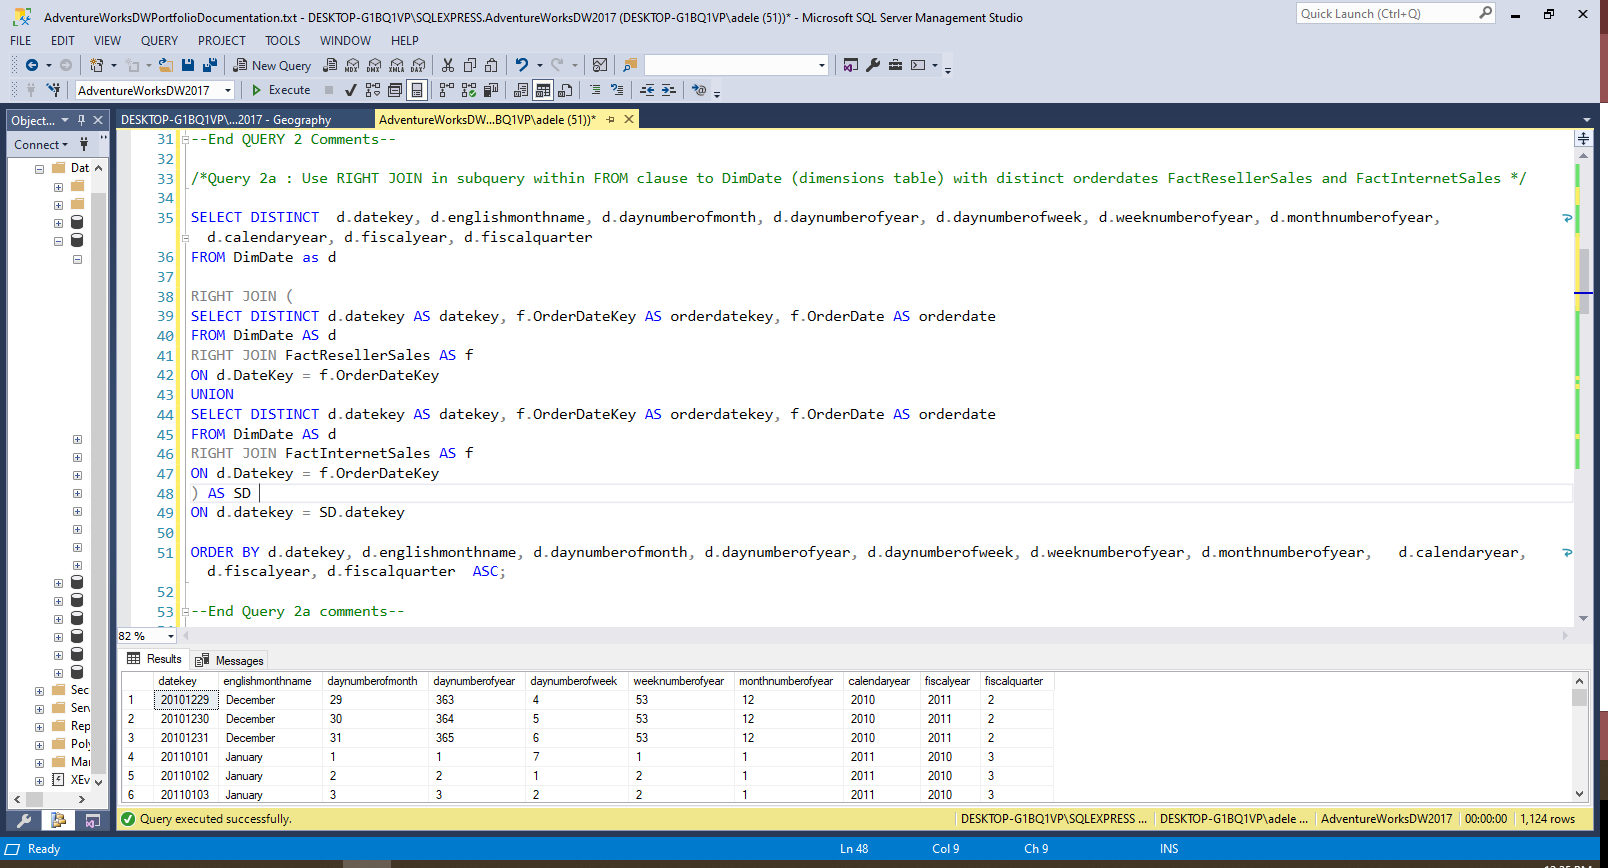 AdventureWorksDWPortfolioDocumentation.txt - DESKTOP-G1BQ1VP\SQLEXPRESS.AdventureWorksDW2017 (DESKTOP-G1BQ1VP\adele (51))* - Microsoft SQL Server Management Studio
Quick Launch (Ctrl+Q)
FILE EDIT VIEW QUERY PROJECT TOOLS WINDOW HELP
New Query MDX DMX XMLA DAX
AdventureWorksDW2017 Execute
Object...
DESKTOP-G1BQ1VP\...2017 - Geography AdventureWorksDW...BQ1VP\adele (51))*
Connect
Dat
Sec
Serv
Rep
Poly
Mar
XEv
31 --End QUERY 2 Comments--
32
33 /*Query 2a : Use RIGHT JOIN in subquery within FROM clause to DimDate (dimensions table) with distinct orderdates FactResellerSales and FactInternetSales */
34
35 SELECT DISTINCT  d.datekey, d.englishmonthname, d.daynumberofmonth, d.daynumberofyear, d.daynumberofweek, d.weeknumberofyear, d.monthnumberofyear,
d.calendaryear, d.fiscalyear, d.fiscalquarter
36 FROM DimDate as d
37
38 RIGHT JOIN (
39 SELECT DISTINCT d.datekey AS datekey, f.OrderDateKey AS orderdatekey, f.OrderDate AS orderdate
40 FROM DimDate AS d
41 RIGHT JOIN FactResellerSales AS f
42 ON d.DateKey = f.OrderDateKey
43 UNION
44 SELECT DISTINCT d.datekey AS datekey, f.OrderDateKey AS orderdatekey, f.OrderDate AS orderdate
45 FROM DimDate AS d
46 RIGHT JOIN FactInternetSales AS f
47 ON d.Datekey = f.OrderDateKey
48 ) AS SD
49 ON d.datekey = SD.datekey
50
51 ORDER BY d.datekey, d.englishmonthname, d.daynumberofmonth, d.daynumberofyear, d.daynumberofweek, d.weeknumberofyear, d.monthnumberofyear,   d.calendaryear,
d.fiscalyear, d.fiscalquarter  ASC;
52
53 --End Query 2a comments--
82 %
Results Messages
datekey englishmonthname daynumberofmonth daynumberofyear daynumberofweek weeknumberofyear monthnumberofyear calendaryear fiscalyear fiscalquarter
1 20101229 December 29 363 4 53 12 2010 2011 2
2 20101230 December 30 364 5 53 12 2010 2011 2
3 20101231 December 31 365 6 53 12 2010 2011 2
4 20110101 January 1 1 7 1 1 2011 2010 3
5 20110102 January 2 2 1 2 1 2011 2010 3
6 20110103 January 3 3 2 2 1 2011 2010 3
Query executed successfully. DESKTOP-G1BQ1VP\SQLEXPRESS ... DESKTOP-G1BQ1VP\adele ... AdventureWorksDW2017 00:00:00 1,124 rows
Ready Ln 48 Col 9 Ch 9 INS